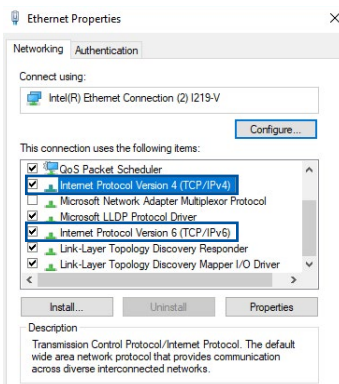 Ethernet Properties
Networking Authentication
Connect using:
Intel(R) Ethernet Connection (2) I219-V
Configure...
This connection uses the following items:
QoS Packet Scheduler
Internet Protocol Version 4 (TCP/IPv4)
Microsoft Network Adapter Multiplexor Protocol
Microsoft LLDP Protocol Driver
Internet Protocol Version 6 (TCP/IPv6)
Link-Layer Topology Discovery Responder
Link-Layer Topology Discovery Mapper I/O Driver
Install... Uninstall Properties
Description
Transmission Control Protocol/Internet Protocol. The default
wide area network protocol that provides communication
across diverse interconnected networks.